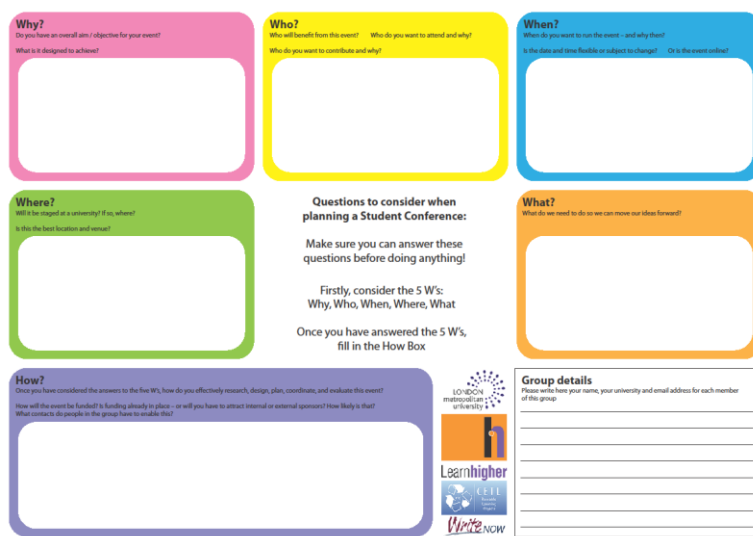 Why?
Do you have an overall aim / objective for your event?
What is it designed to achieve?
Who?
Who will benefit from this event? Who do you want to attend and why?
Who do you want to contribute and why?
When?
When do you want to run the event – and why then?
Is the date and time flexible or subject to change? Or is the event online?
Where?
Will it be staged at a university? If so, where?
Is this the best location and venue?
Questions to consider when
planning a Student Conference:
Make sure you can answer these
questions before doing anything!
Firstly, consider the 5 W's:
Why, Who, When, Where, What
Once you have answered the 5 W's,
fill in the How Box
What?
What do we need to do so we can move our ideas forward?
How?
Once you have considered the answers to the five W's, how do you effectively research, design, plan, coordinate, and evaluate this event?
How will the event be funded? Is funding already in place – or will you have to attract internal or external sponsors? How likely is that?
What contacts do people in the group have to enable this?
LONDON
metropolitan
university
Learnhigher
CETL
Write NOW
Group details
Please write here your name, your university and email address for each member
of this group